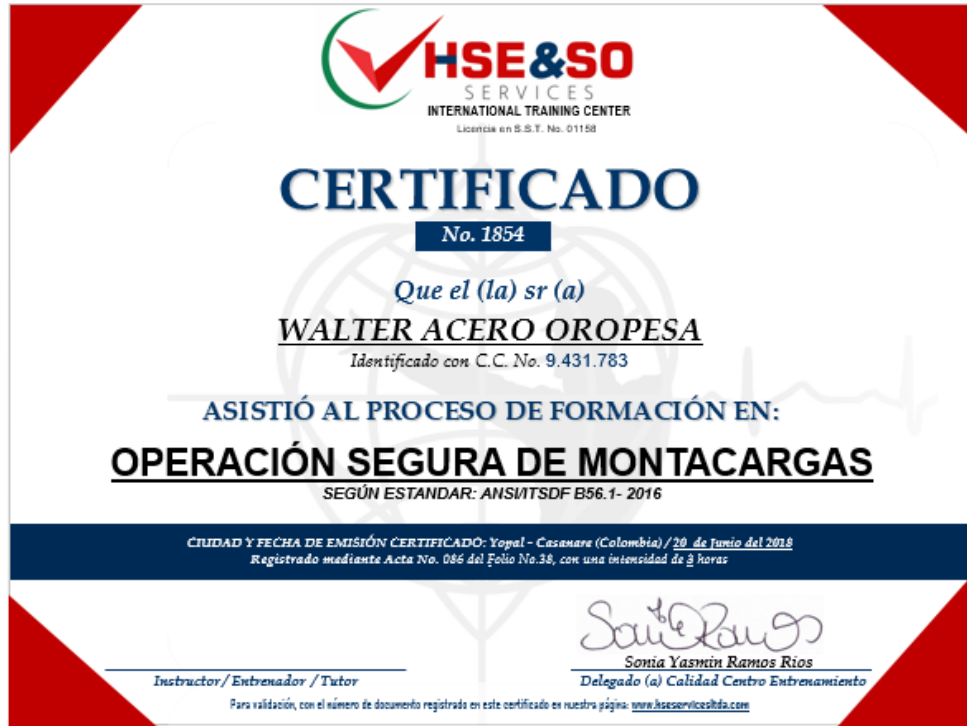 HSE&SO
SERVICES
INTERNATIONAL TRAINING CENTER
Licencia en S.S.T. No. 01158
CERTIFICADO
No. 1854
Que el (la) sr (a)
WALTER ACERO OROPESA
Identificado con C.C. No. 9.431.783
ASISTIÓ AL PROCESO DE FORMACIÓN EN:
OPERACIÓN SEGURA DE MONTACARGAS
SEGÚN ESTANDAR: ANSI/ITSDF B56.1- 2016
CIUDAD Y FECHA DE EMISIÓN CERTIFICADO: Yopal - Casanare (Colombia) / 20 de Junio del 2018
Registrado mediante Acta No. 086 del Folio No.38, con una intensidad de 8 horas
Sonia Yasmin Ramos Rios
Instructor / Entrenador / Tutor
Delegado (a) Calidad Centro Entrenamiento
Para validación, con el número de documento registrado en este certificado en nuestra página: www.hseservicesltda.com